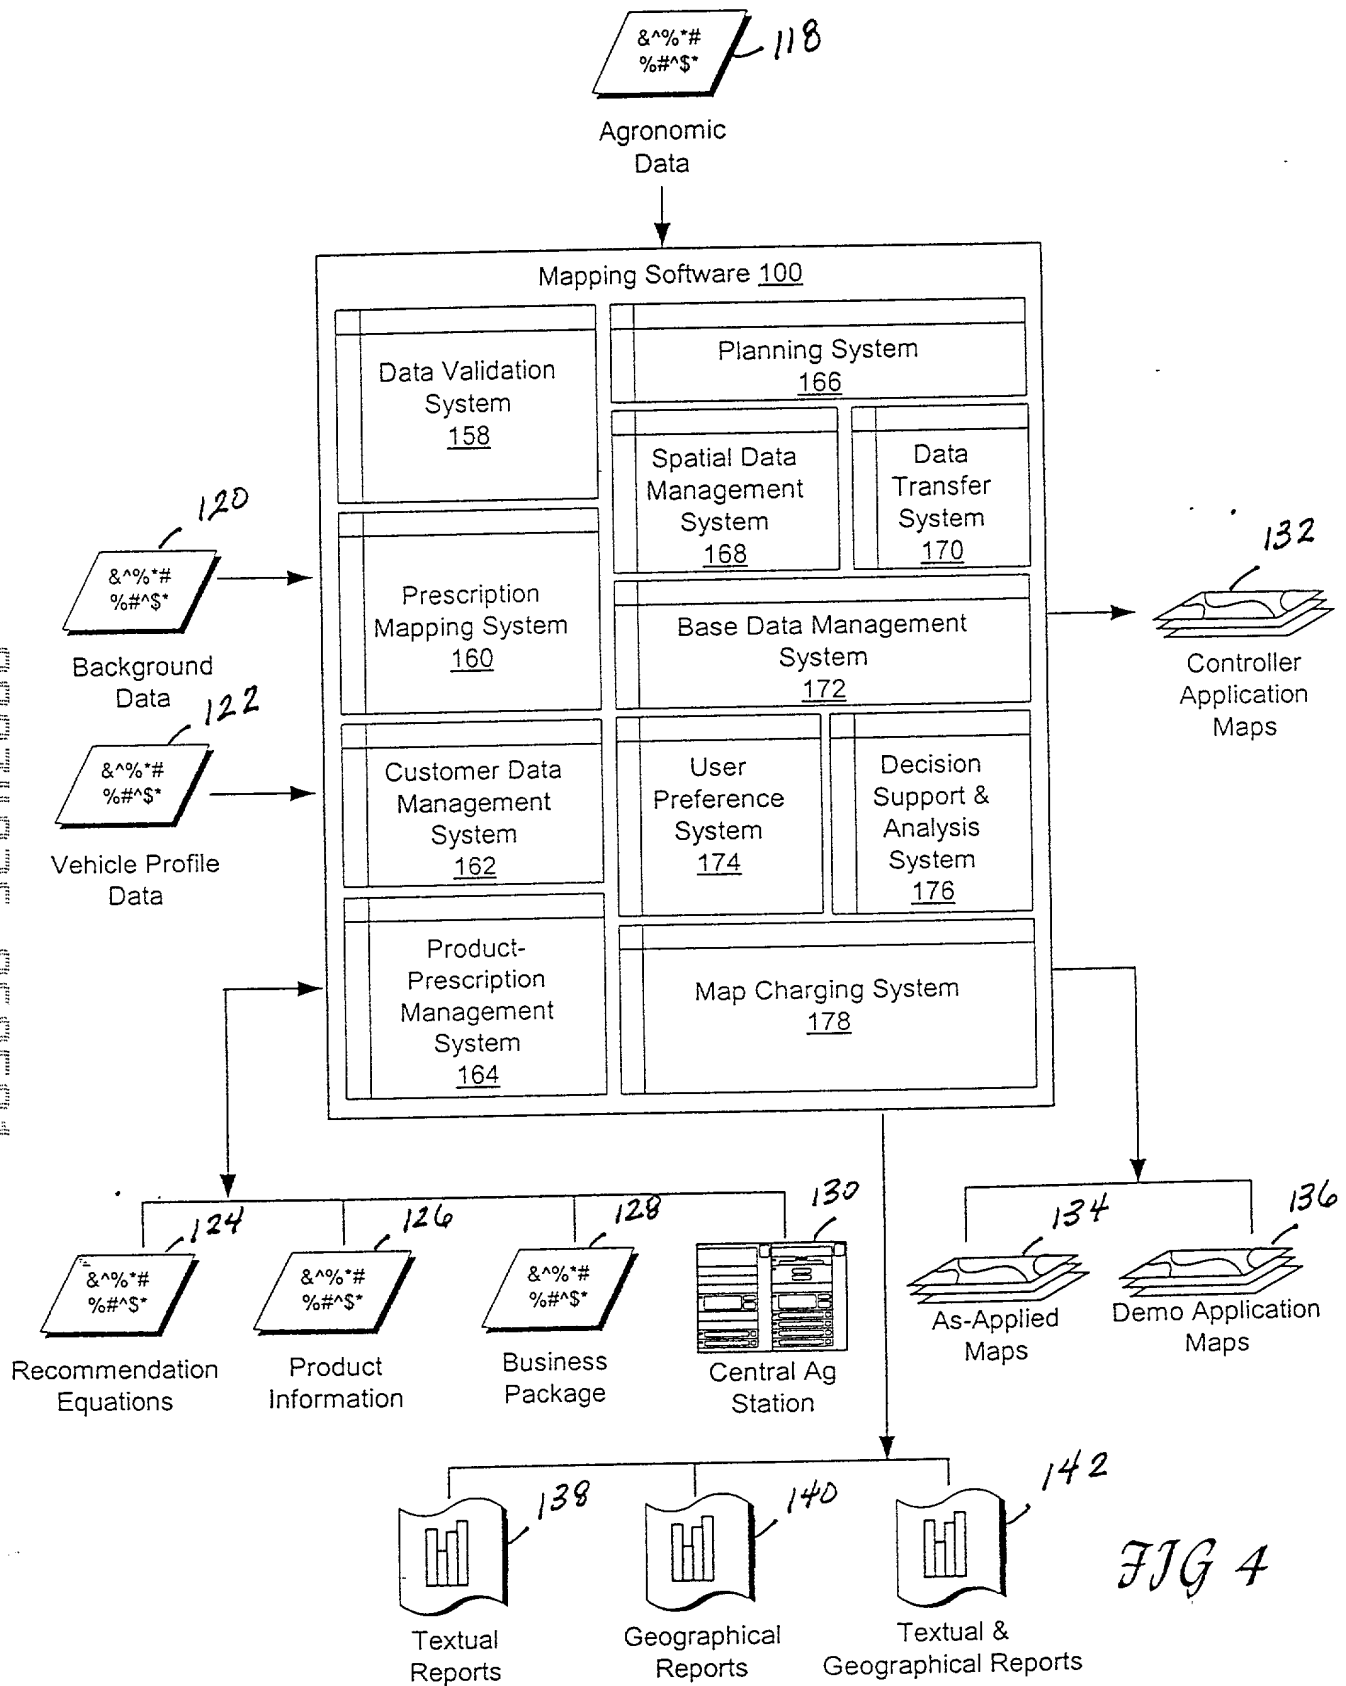 &^%*#
%#^$*
118
Agronomic
Data
Mapping Software 100
Data Validation
System
158
Planning System
166
Spatial Data
Management
System
168
Data
Transfer
System
170
120
&^%*#
%#^$*
Background
Data
Prescription
Mapping System
160
Base Data Management
System
172
132
Controller
Application
Maps
122
&^%*#
%#^$*
Vehicle Profile
Data
Customer Data
Management
System
162
User
Preference
System
174
Decision
Support &
Analysis
System
176
Product-
Prescription
Management
System
164
Map Charging System
178
124
&^%*#
%#^$*
Recommendation
Equations
126
&^%*#
%#^$*
Product
Information
128
&^%*#
%#^$*
Business
Package
130
Central Ag
Station
134
As-Applied
Maps
136
Demo Application
Maps
138
Textual
Reports
140
Geographical
Reports
142
Textual &
Geographical Reports
FIG 4